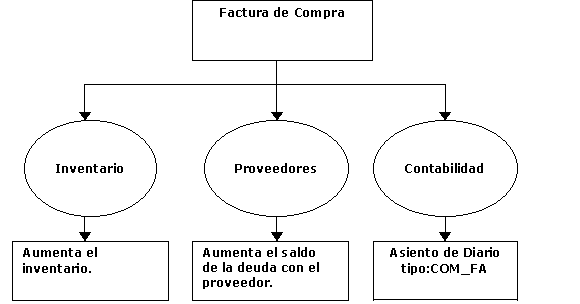 Factura de Compra
Inventario
Proveedores
Contabilidad
Aumenta el
inventario.
Aumenta el saldo
de la deuda con el
proveedor.
Asiento de Diario
tipo:COM_FA